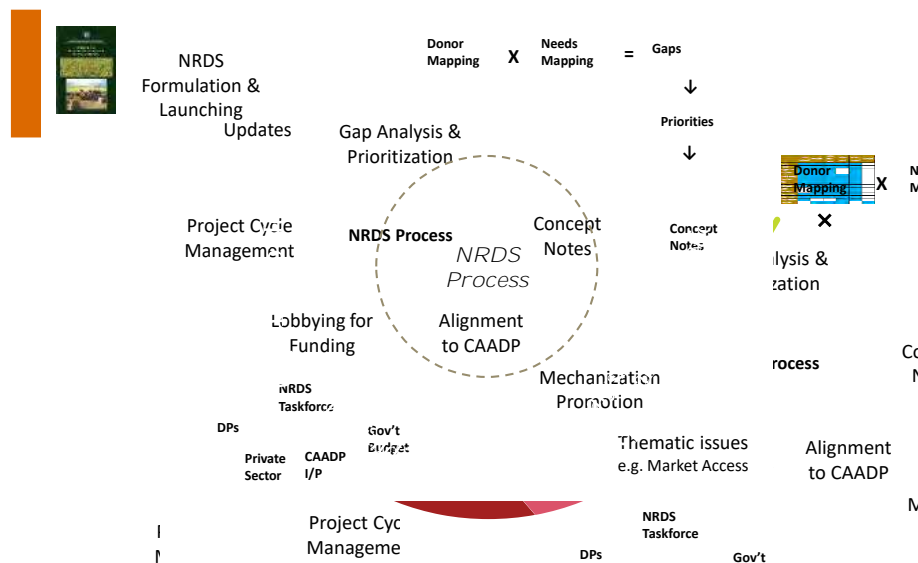 NRDS
Formulation &
Launching
Updates
Donor
Mapping
X
Needs
Mapping
=
Gaps
↓
Priorities
↓
Gap Analysis &
Prioritization
Donor
Mapping
X
Project Cycle
Management
NRDS Process
NRDS
Process
Concept
Notes
Concept
Notes
lysis &
zation
Lobbying for
Funding
Alignment
to CAADP
rocess
Mechanization
Promotion
NRDS
Taskforce
DPs
Gov't
Budget
Private
Sector
CAADP
I/P
Thematic issues
e.g. Market Access
Alignment
to CAADP
Project Cyc
Manageme
NRDS
Taskforce
DPs
Gov't